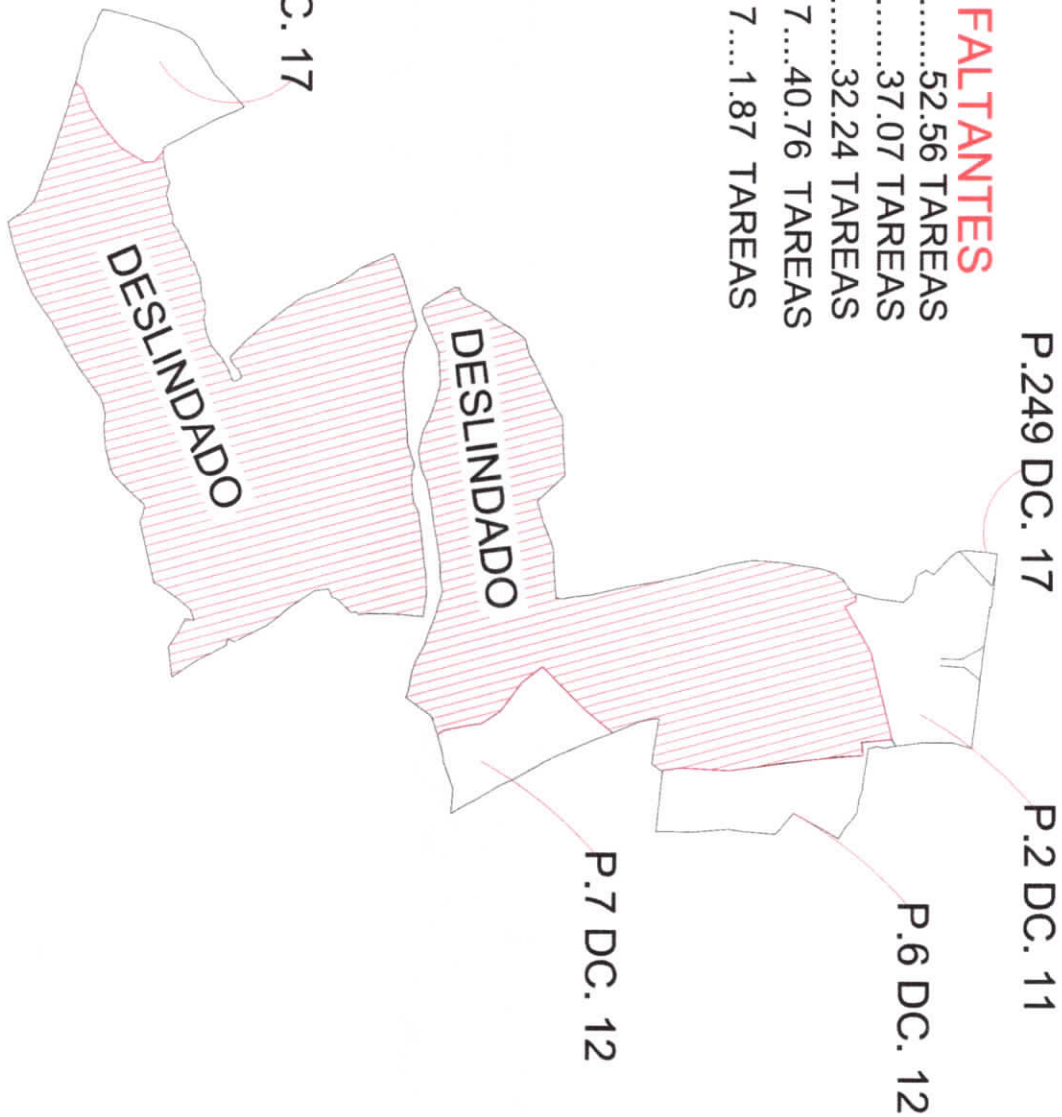 FALTANTES
........52.56 TAREAS
........37.07 TAREAS
........32.24 TAREAS
7....40.76 TAREAS
7....1.87 TAREAS
P.249 DC. 17
P.2 DC. 11
P.6 DC. 12
P.7 DC. 12
C. 17
DESLINDADO
DESLINDADO